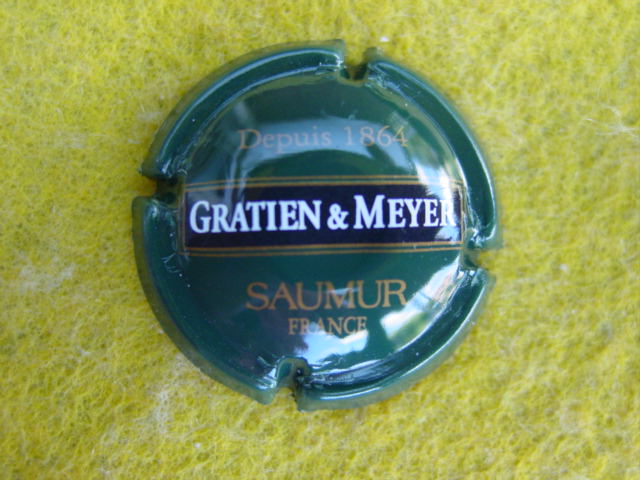 Depuis 1864
GRATIEN & MEYER
SAUMUR
FRANCE